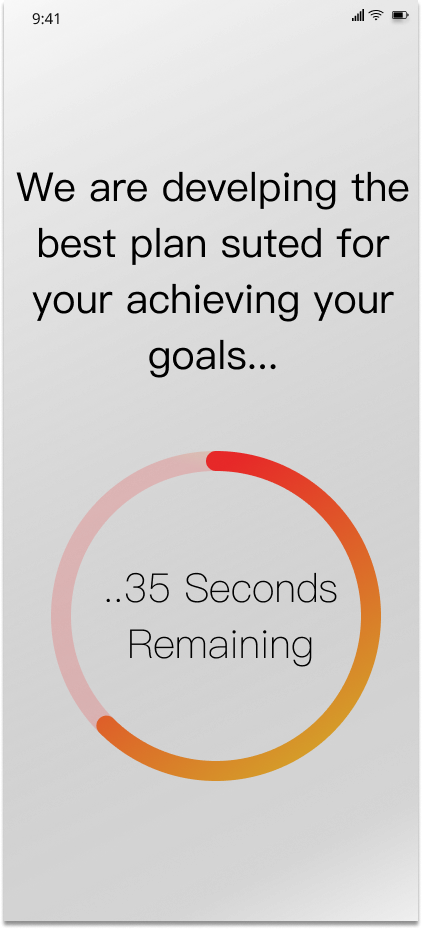 9:41
We are develping the
best plan suted for
your achieving your
goals...
..35 Seconds
Remaining